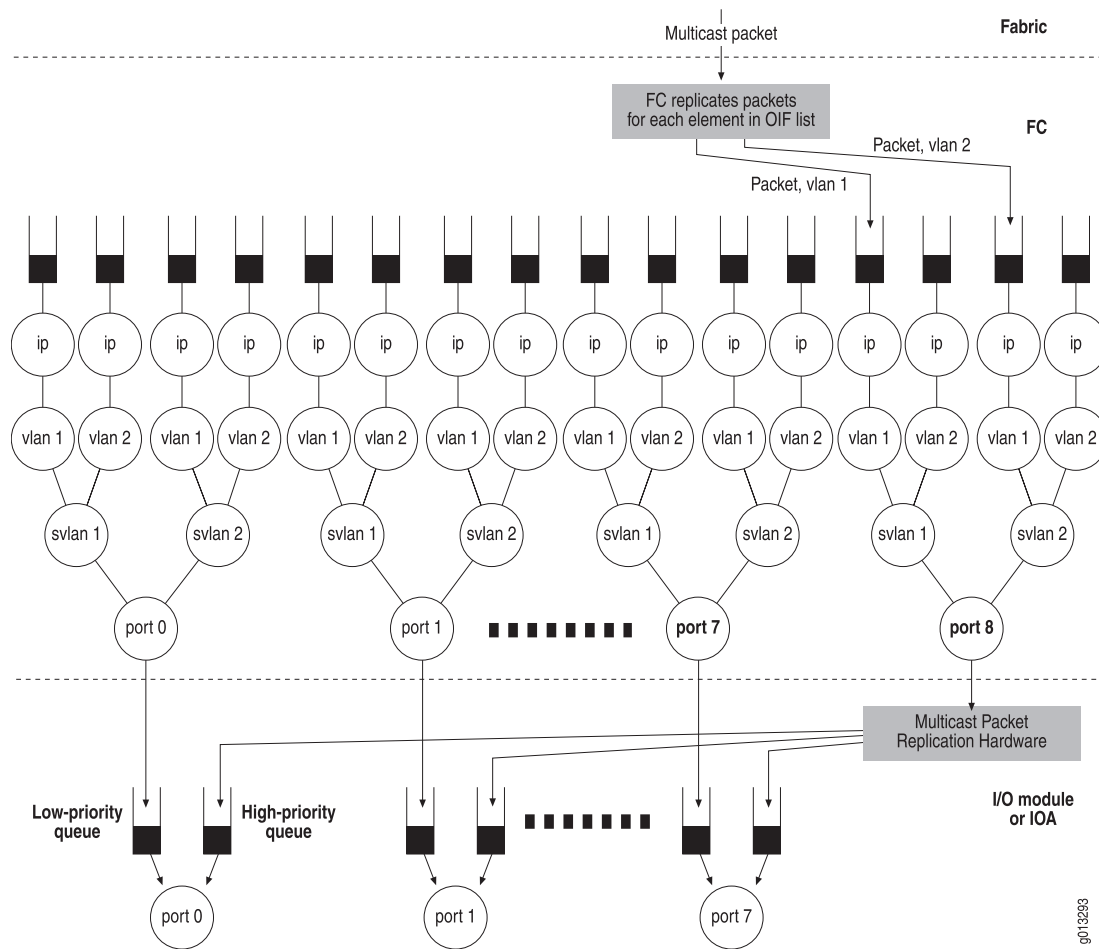 Multicast packet
Fabric
FC replicates packets
for each element in OIF list
FC
Packet, vlan 2
Packet, vlan 1
ip ip ip ip ip ip ip ip ip ip ip ip ip ip ip ip
vlan 1 vlan 2 vlan 1 vlan 2 vlan 1 vlan 2 vlan 1 vlan 2 vlan 1 vlan 2 vlan 1 vlan 2 vlan 1 vlan 2 vlan 1 vlan 2
svlan 1 svlan 2 svlan 1 svlan 2 svlan 1 svlan 2 svlan 1 svlan 2
port 0 port 1 port 7 port 8
Multicast Packet
Replication Hardware
Low-priority
queue
High-priority
queue
I/O module
or IOA
port 0 port 1 port 7
g013293